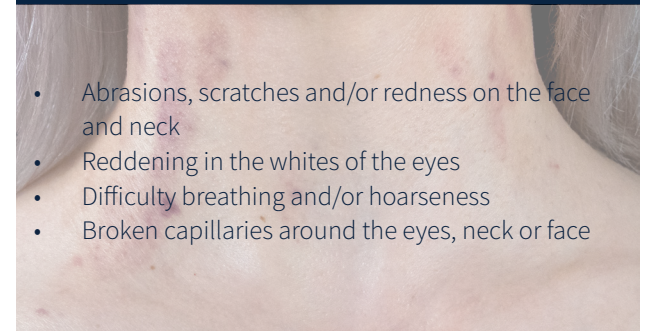 • Abrasions, scratches and/or redness on the face
and neck
• Reddening in the whites of the eyes
• Difficulty breathing and/or hoarseness
• Broken capillaries around the eyes, neck or face